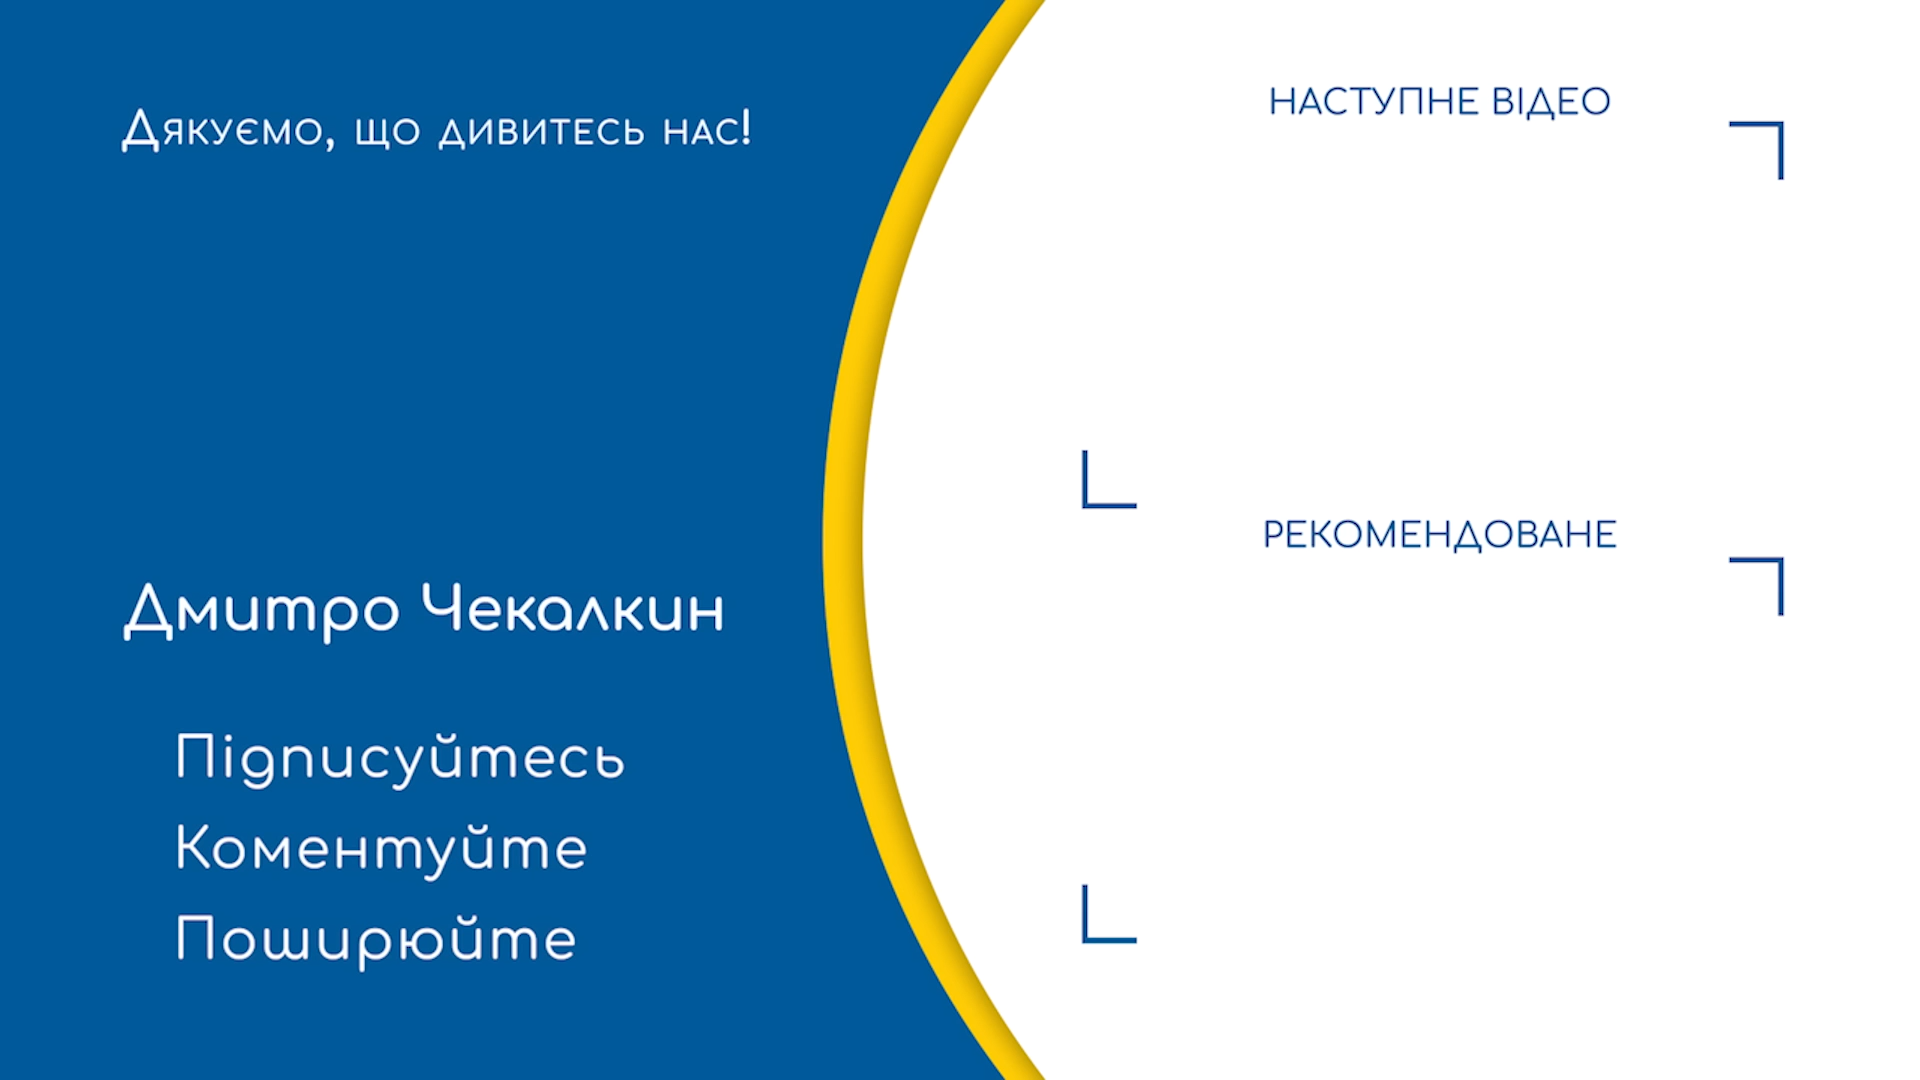 Дякуємо, що дивитесь нас!
Дмитро Чекалкин
Підписуйтесь
Коментуйте
Поширюйте
НАСТУПНЕ ВІДЕО
РЕКОМЕНДОВАНЕ